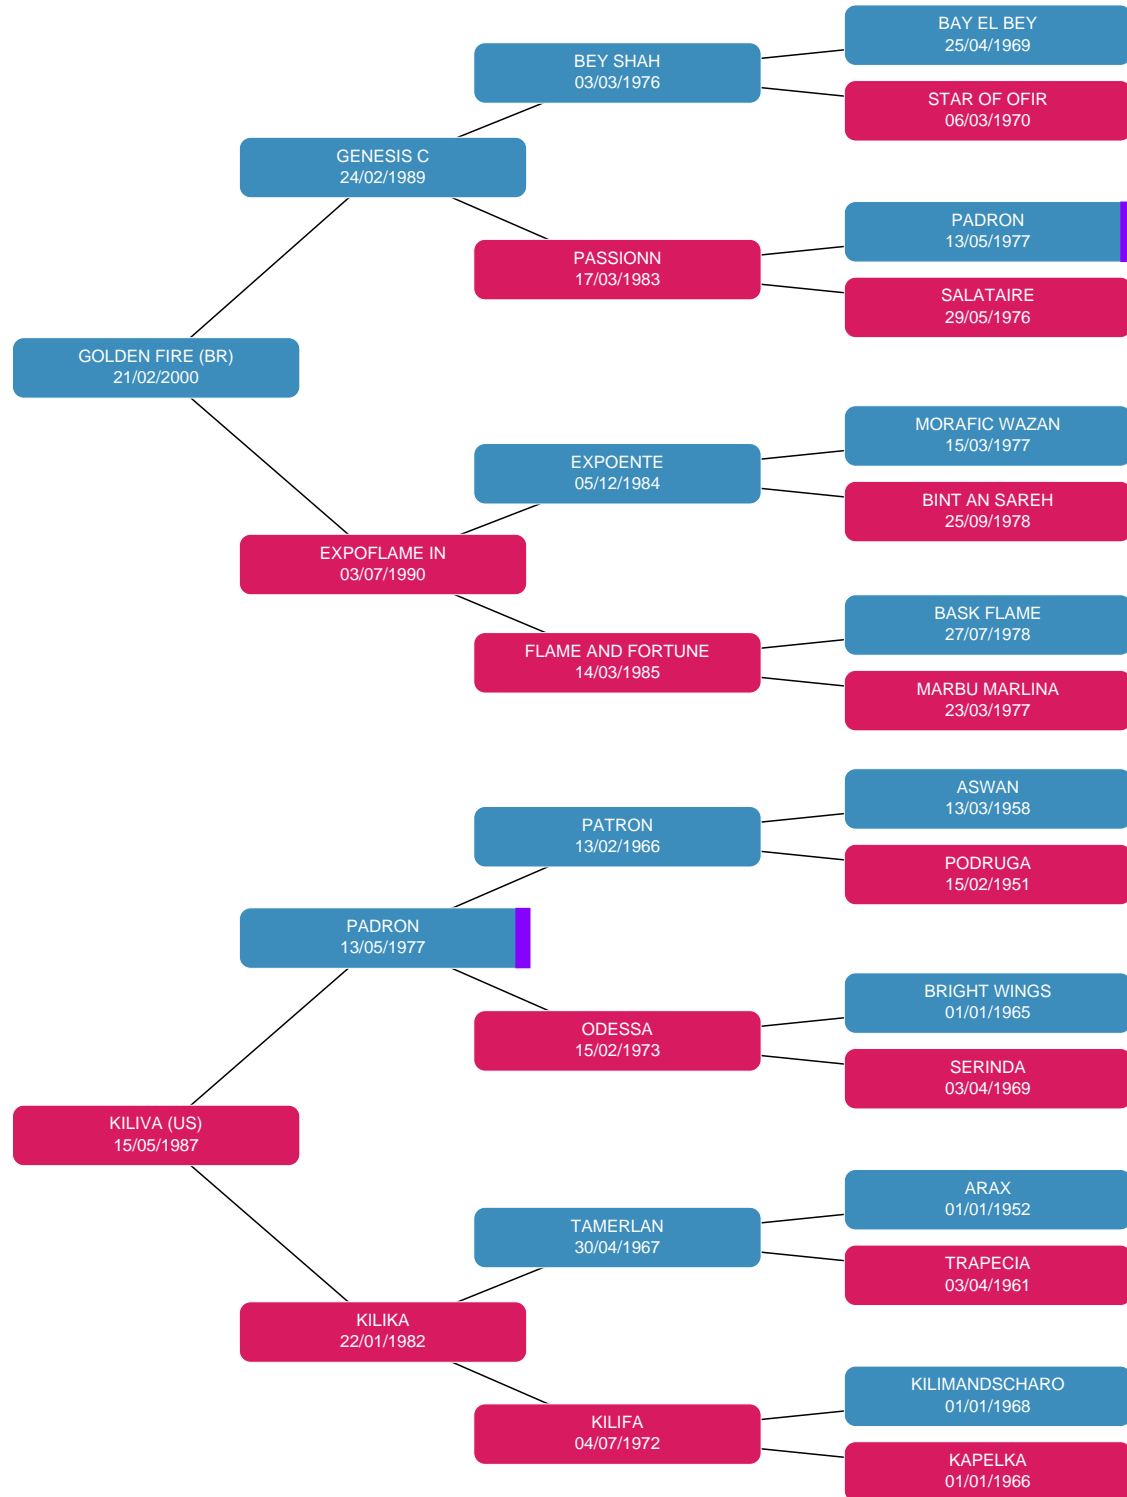 BAY EL BEY
25/04/1969
BEY SHAH
03/03/1976
STAR OF OFIR
06/03/1970
GENESIS C
24/02/1989
PADRON
13/05/1977
PASSIONN
17/03/1983
SALATAIRE
29/05/1976
GOLDEN FIRE (BR)
21/02/2000
MORAFIC WAZAN
15/03/1977
EXPOENTE
05/12/1984
BINT AN SAREH
25/09/1978
EXPOFLAME IN
03/07/1990
BASK FLAME
27/07/1978
FLAME AND FORTUNE
14/03/1985
MARBU MARLINA
23/03/1977
ASWAN
13/03/1958
PATRON
13/02/1966
PODRUGA
15/02/1951
PADRON
13/05/1977
BRIGHT WINGS
01/01/1965
ODESSA
15/02/1973
SERINDA
03/04/1969
KILIVA (US)
15/05/1987
ARAX
01/01/1952
TAMERLAN
30/04/1967
TRAPECIA
03/04/1961
KILIKA
22/01/1982
KILIMANDSCHARO
01/01/1968
KILIFA
04/07/1972
KAPELKA
01/01/1966